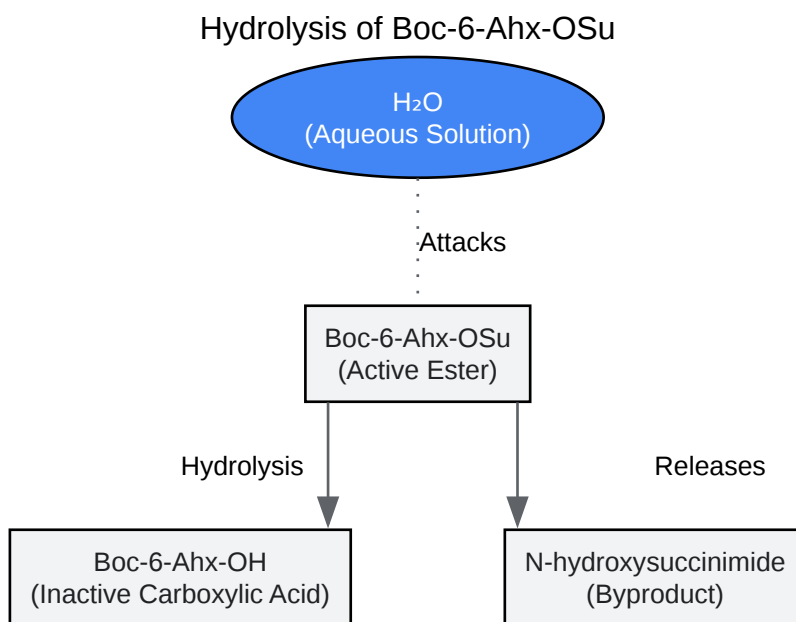 Hydrolysis of Boc-6-Ahx-OSu
H₂O
(Aqueous Solution)
Attacks
Boc-6-Ahx-OSu
(Active Ester)
Hydrolysis
Releases
Boc-6-Ahx-OH
(Inactive Carboxylic Acid)
N-hydroxysuccinimide
(Byproduct)